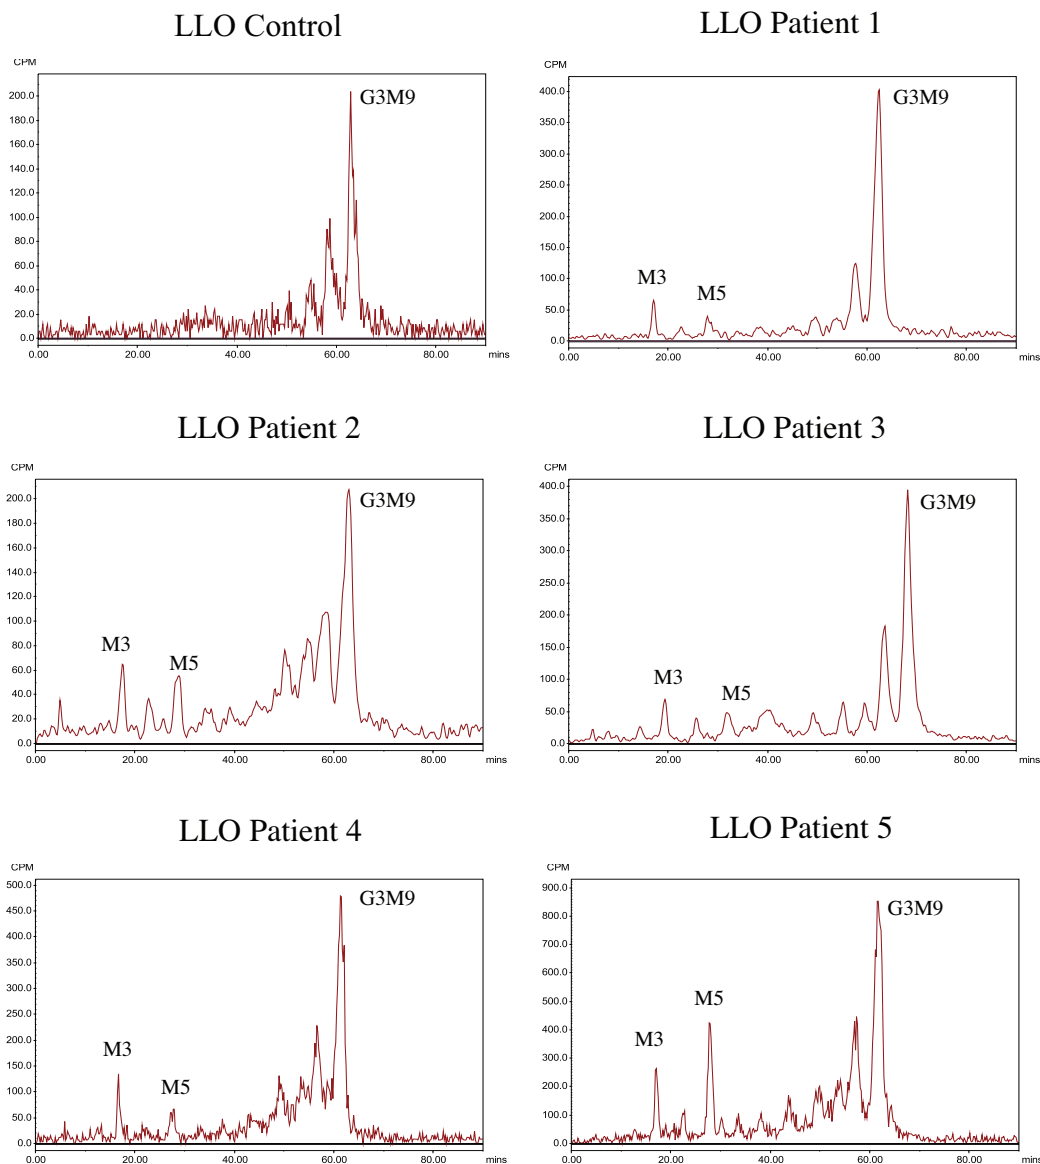 LLO Control
CPM
200.0
180.0
160.0
140.0
120.0
100.0
80.0
60.0
40.0
20.0
0.0
G3M9
0.00 20.00 40.00 60.00 80.00 mins
LLO Patient 1
CPM
400.0
350.0
300.0
250.0
200.0
150.0
100.0
50.0
0.0
G3M9
M3
M5
0.00 20.00 40.00 60.00 80.00 mins
LLO Patient 2
CPM
200.0
180.0
160.0
140.0
120.0
100.0
80.0
60.0
40.0
20.0
0.0
G3M9
M3
M5
0.00 20.00 40.00 60.00 80.00 mins
LLO Patient 3
CPM
400.0
350.0
300.0
250.0
200.0
150.0
100.0
50.0
0.0
G3M9
M3
M5
0.00 20.00 40.00 60.00 80.00 mins
LLO Patient 4
CPM
500.0
450.0
400.0
350.0
300.0
250.0
200.0
150.0
100.0
50.0
0.0
G3M9
M3
M5
0.00 20.00 40.00 60.00 80.00 mins
LLO Patient 5
CPM
900.0
800.0
700.0
600.0
500.0
400.0
300.0
200.0
100.0
0.0
G3M9
M5
M3
0.00 20.00 40.00 60.00 80.00 mins